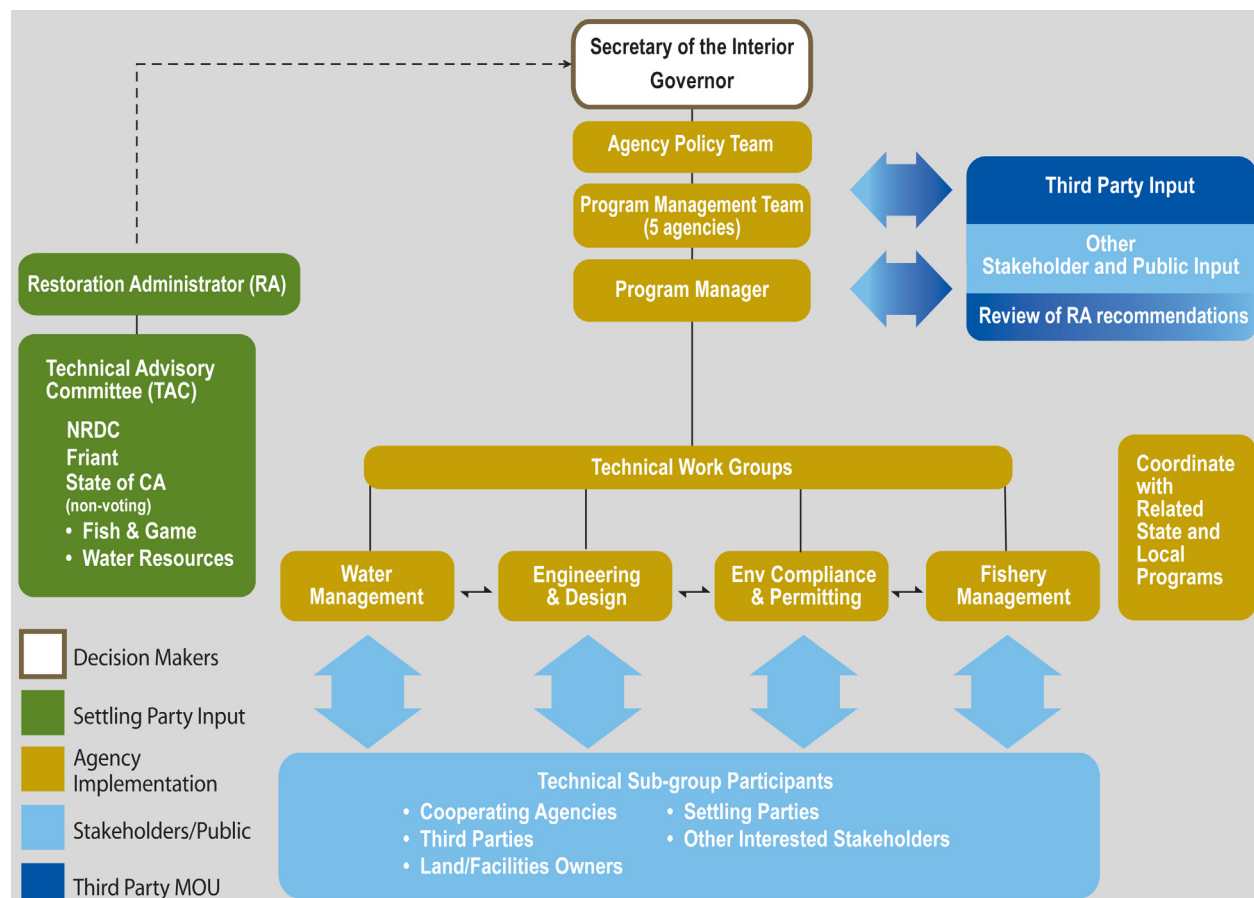 Secretary of the Interior
Governor
Agency Policy Team
Program Management Team
(5 agencies)
Program Manager
Third Party Input
Other
Stakeholder and Public Input
Review of RA recommendations
Restoration Administrator (RA)
Technical Advisory
Committee (TAC)
NRDC
Friant
State of CA
(non-voting)
• Fish & Game
• Water Resources
Technical Work Groups
Coordinate
with
Related
State and
Local
Programs
Water
Management
Engineering
& Design
Env Compliance
& Permitting
Fishery
Management
Decision Makers
Settling Party Input
Agency
Implementation
Stakeholders/Public
Third Party MOU
Technical Sub-group Participants
• Cooperating Agencies
• Third Parties
• Land/Facilities Owners
• Settling Parties
• Other Interested Stakeholders